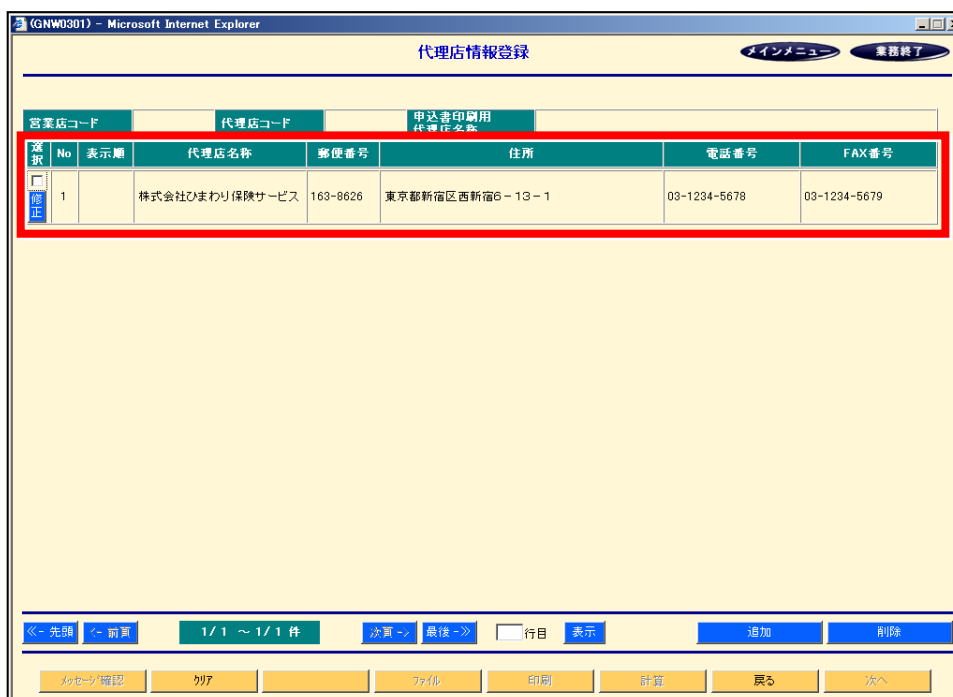 (GNW0301) - Microsoft Internet Explorer
代理店情報登録 メインメニュー 業務終了
営業店コード 代理店コード 申込書印刷用
代理店名称
選択 No 表示順 代理店名称 郵便番号 住所 電話番号 FAX番号
修正 1 株式会社ひまわり保険サービス 163-8626 東京都新宿区西新宿6-13-1 03-1234-5678 03-1234-5679
≪- 先頭 <- 前頁 1/1 ~1/1 件 次頁 -> 最後 -≫ 行目 表示 追加 削除
メッセージ確認 クリア ファイル 印刷 計算 戻る 次へ